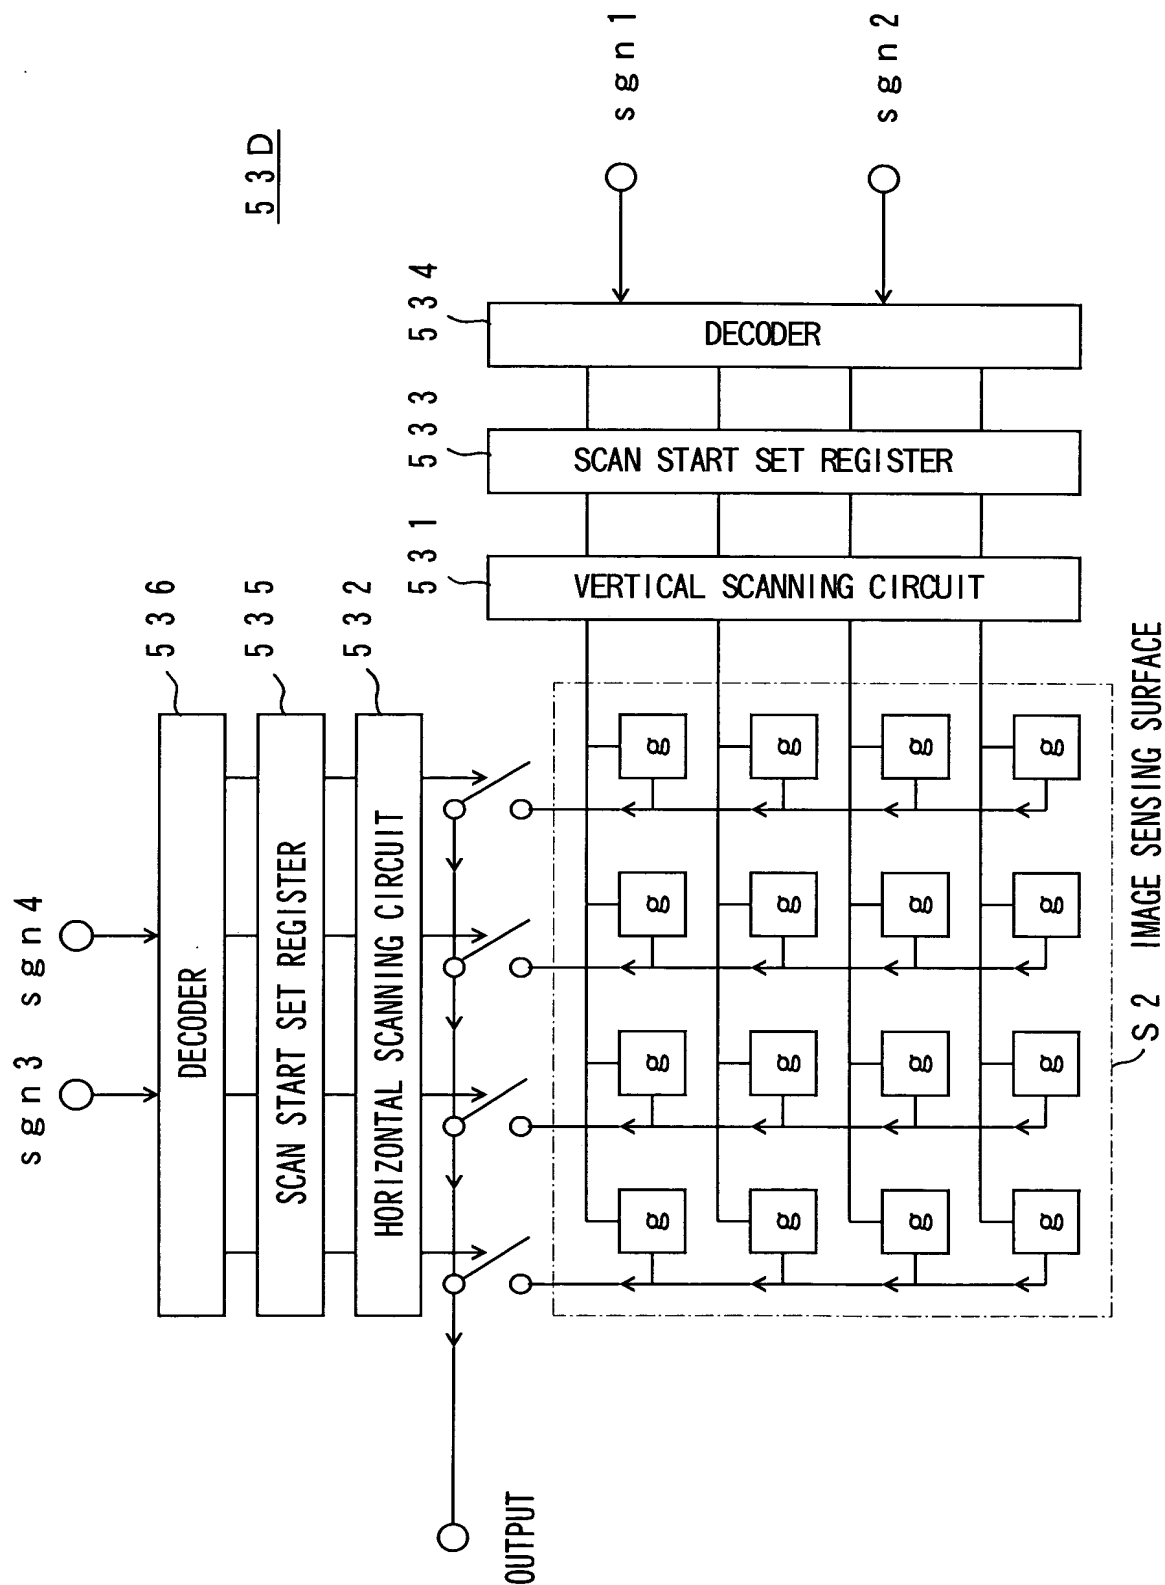 53D
sgn3
sgn4
DECODER
536
SCAN START SET REGISTER
535
HORIZONTAL SCANNING CIRCUIT
532
sgn1
sgn2
DECODER
534
SCAN START SET REGISTER
533
VERTICAL SCANNING CIRCUIT
531
g g g g
g g g g
g g g g
g g g g
OUTPUT
S2 IMAGE SENSING SURFACE